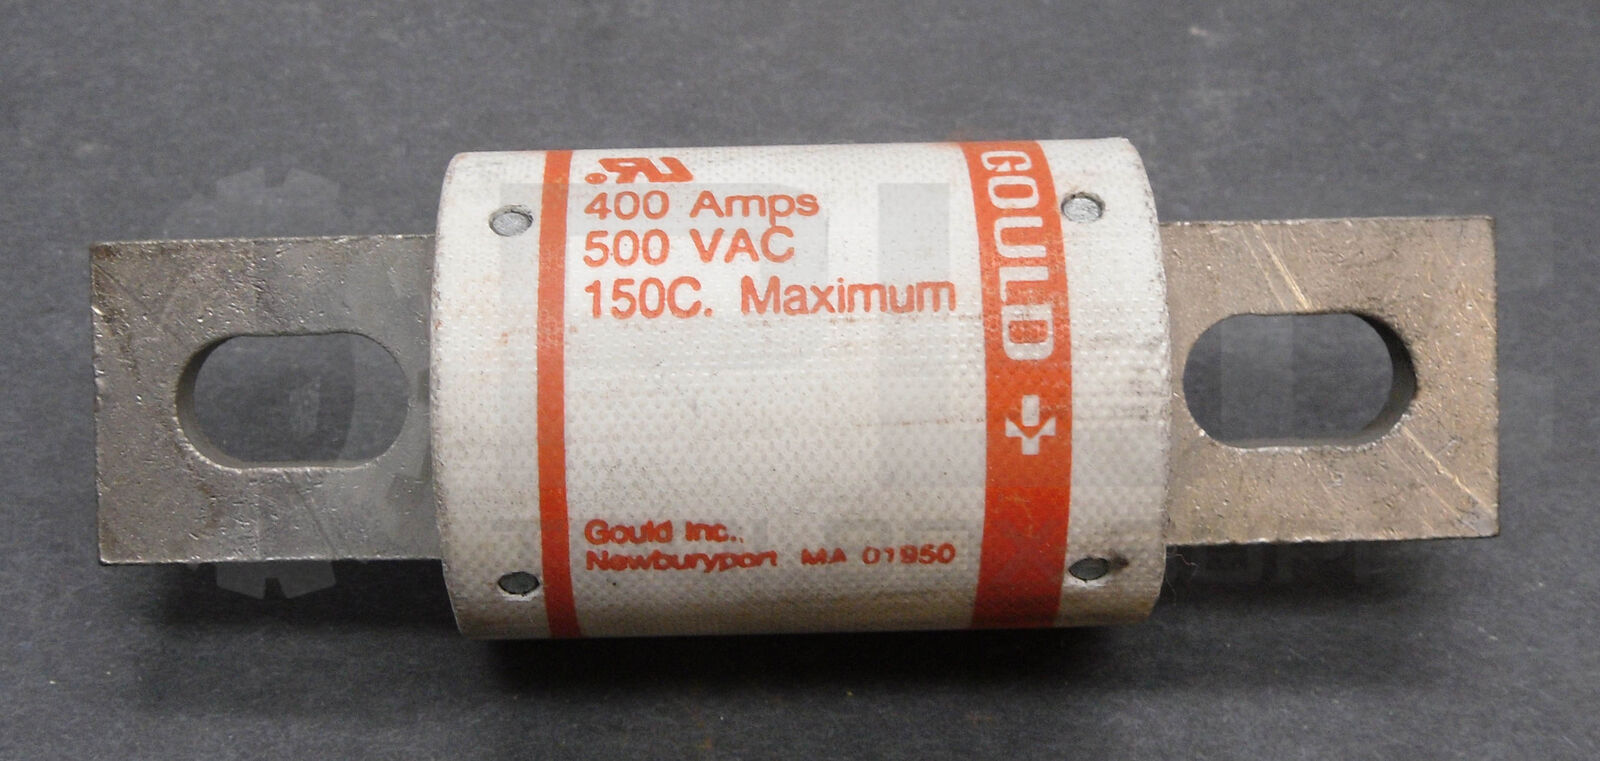 400 Amps
500 VAC
150C. Maximum
GOULD
Gould Inc.,
Newburyport MA 01950